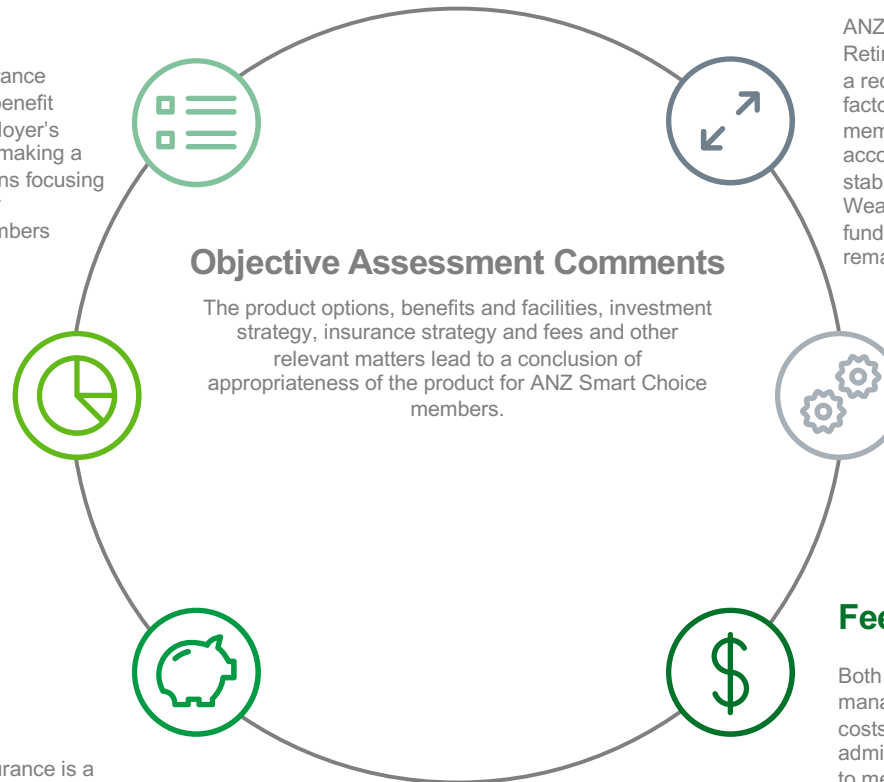 ance
benefit
loyer's
making a
ns focusing
mbers
ANZ
Retir
a rec
facto
mem
acco
stab
Wea
fund
rema
Objective Assessment Comments
The product options, benefits and facilities, investment
strategy, insurance strategy and fees and other
relevant matters lead to a conclusion of
appropriateness of the product for ANZ Smart Choice
members.
Fee
Both
mana
costs
admi
to me
urance is a